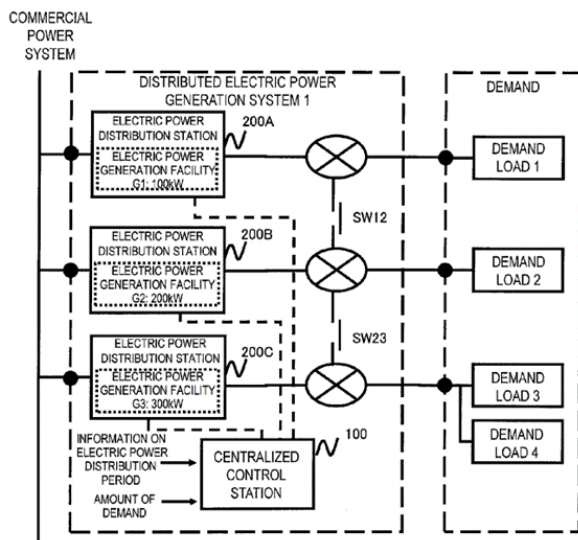 COMMERCIAL
POWER
SYSTEM
DISTRIBUTED ELECTRIC POWER
GENERATION SYSTEM 1
DEMAND
ELECTRIC POWER
DISTRIBUTION STATION
200A
ELECTRIC POWER
GENERATION FACILITY
G1: 100kW
DEMAND
LOAD 1
SW12
ELECTRIC POWER
DISTRIBUTION STATION
200B
ELECTRIC POWER
GENERATION FACILITY
G2: 200kW
DEMAND
LOAD 2
SW23
ELECTRIC POWER
DISTRIBUTION STATION
200C
ELECTRIC POWER
GENERATION FACILITY
G3: 300kW
DEMAND
LOAD 3
DEMAND
LOAD 4
INFORMATION ON
ELECTRIC POWER
DISTRIBUTION
PERIOD
100
CENTRALIZED
CONTROL
STATION
AMOUNT OF
DEMAND